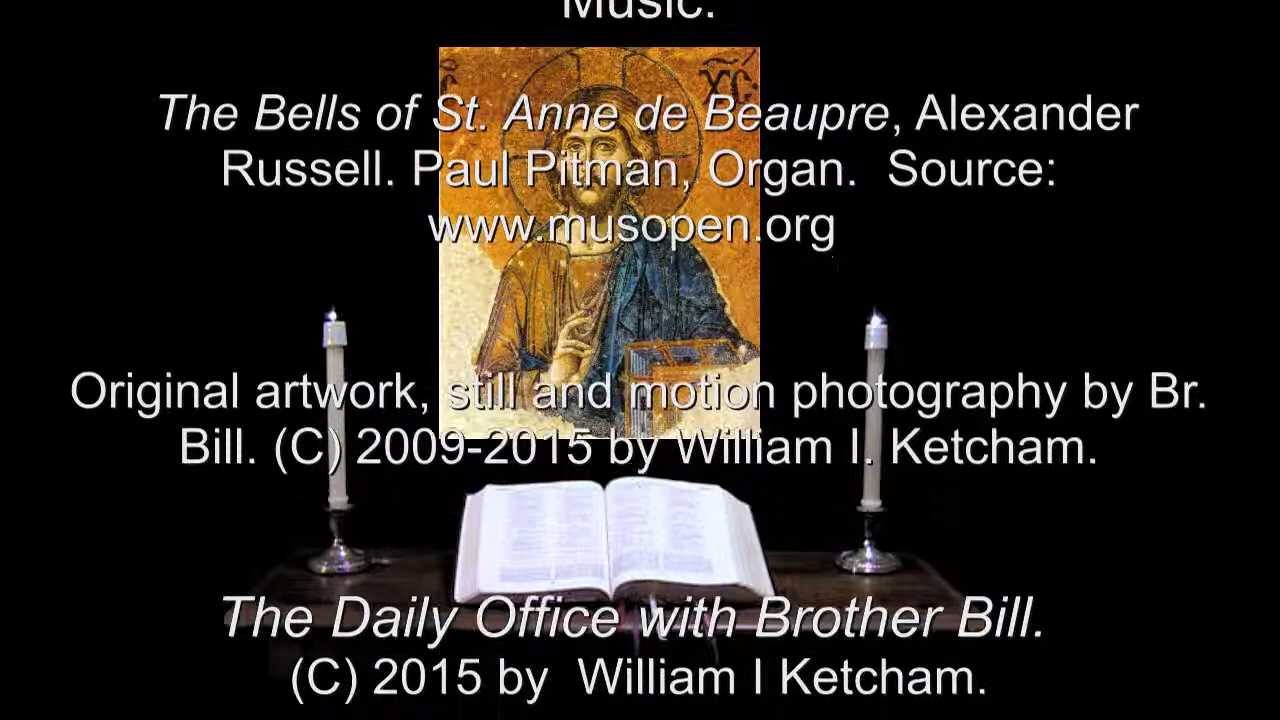 Music.
The Bells of St. Anne de Beaupre, Alexander
Russell. Paul Pitman, Organ.  Source:
www.musopen.org
Original artwork, still and motion photography by Br.
Bill. (C) 2009-2015 by William I. Ketcham.
The Daily Office with Brother Bill.
(C) 2015 by  William I Ketcham.